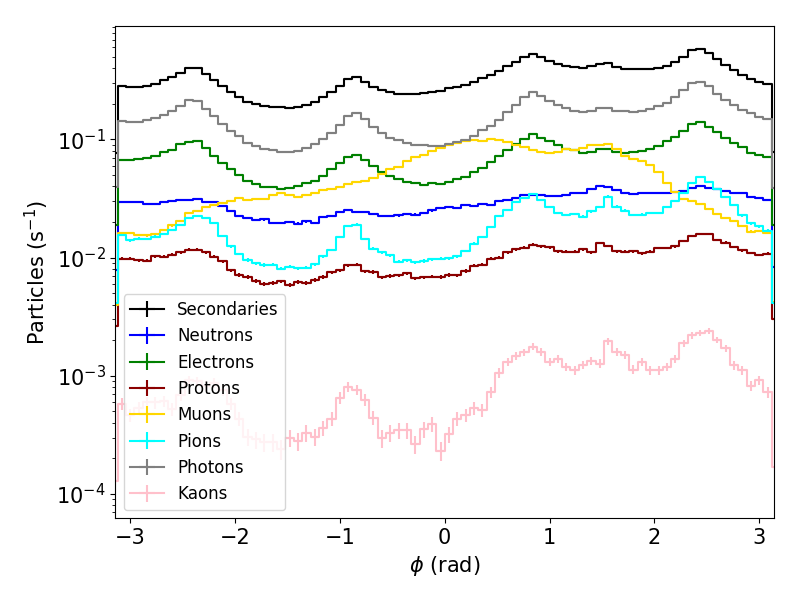 Particles (s⁻¹)
10⁻¹
10⁻²
10⁻³
10⁻⁴
Secondaries
Neutrons
Electrons
Protons
Muons
Pions
Photons
Kaons
−3 −2 −1 0 1 2 3
ϕ (rad)